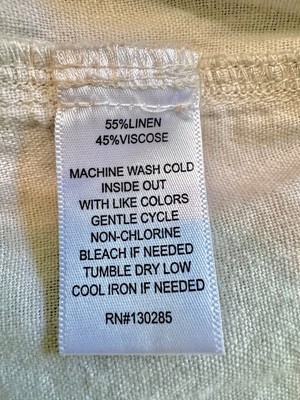 55%LINEN
45%VISCOSE
MACHINE WASH COLD
INSIDE OUT
WITH LIKE COLORS
GENTLE CYCLE
NON-CHLORINE
BLEACH IF NEEDED
TUMBLE DRY LOW
COOL IRON IF NEEDED
RN#130285